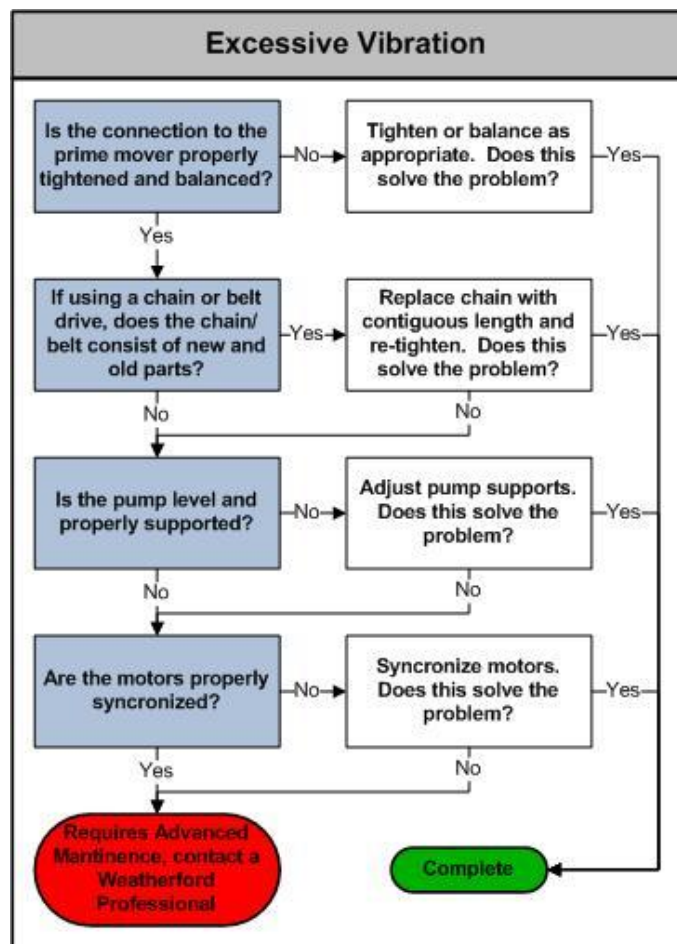 Excessive Vibration
Is the connection to the
prime mover properly
tightened and balanced?
No
Tighten or balance as
appropriate. Does this
solve the problem?
Yes
Yes
If using a chain or belt
drive, does the chain/
belt consist of new and
old parts?
Yes
Replace chain with
contiguous length and
re-tighten. Does this
solve the problem?
Yes
No
No
Is the pump level and
properly supported?
No
Adjust pump supports.
Does this solve the
problem?
Yes
No
No
Are the motors properly
syncronized?
No
Syncronize motors.
Does this solve the
problem?
Yes
Yes
No
Requires Advanced
Mantinence, contact a
Weatherford
Professional
Complete